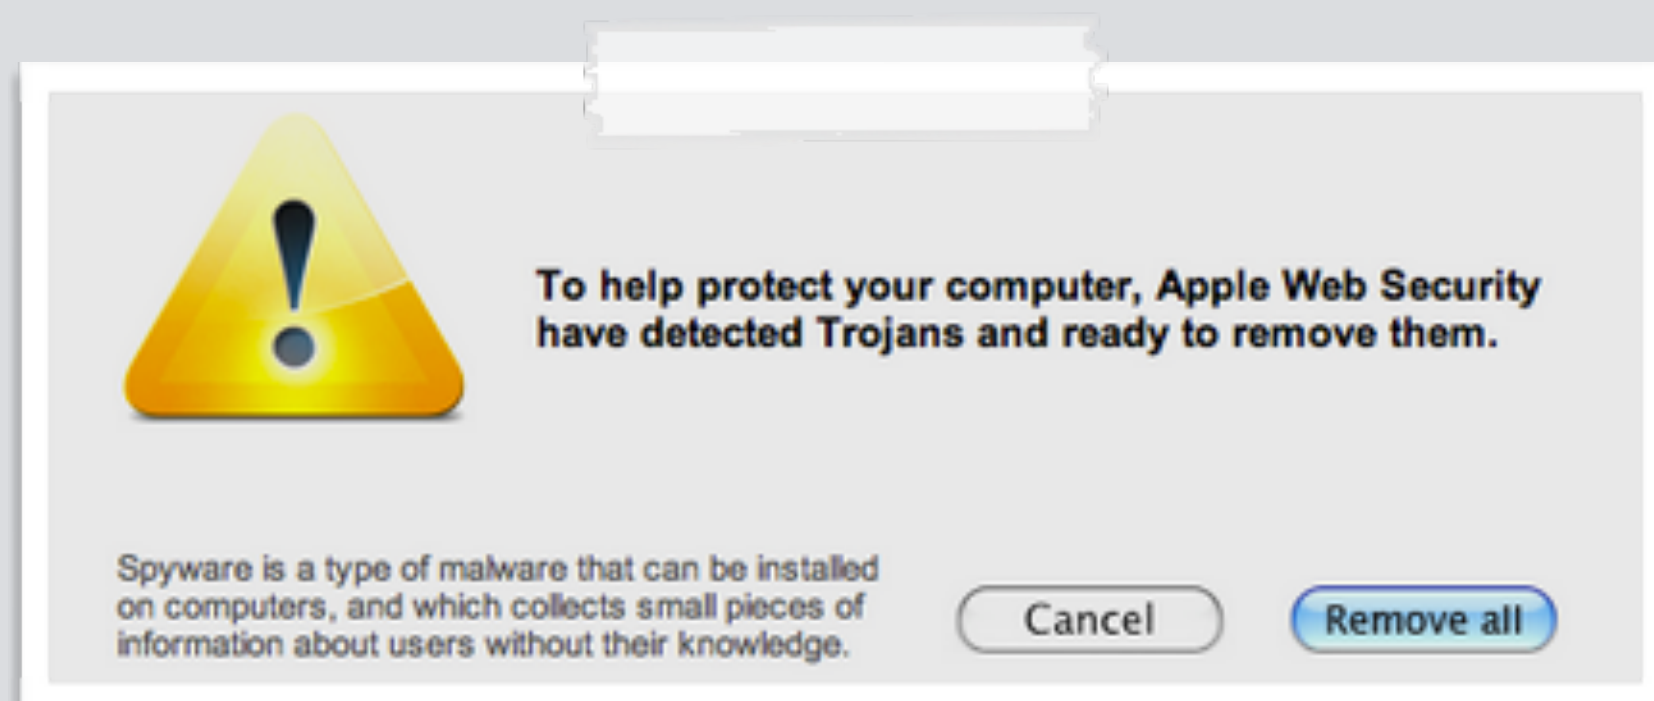 To help protect your computer, Apple Web Security
have detected Trojans and ready to remove them.
Spyware is a type of malware that can be installed
on computers, and which collects small pieces of
information about users without their knowledge.
Cancel
Remove all